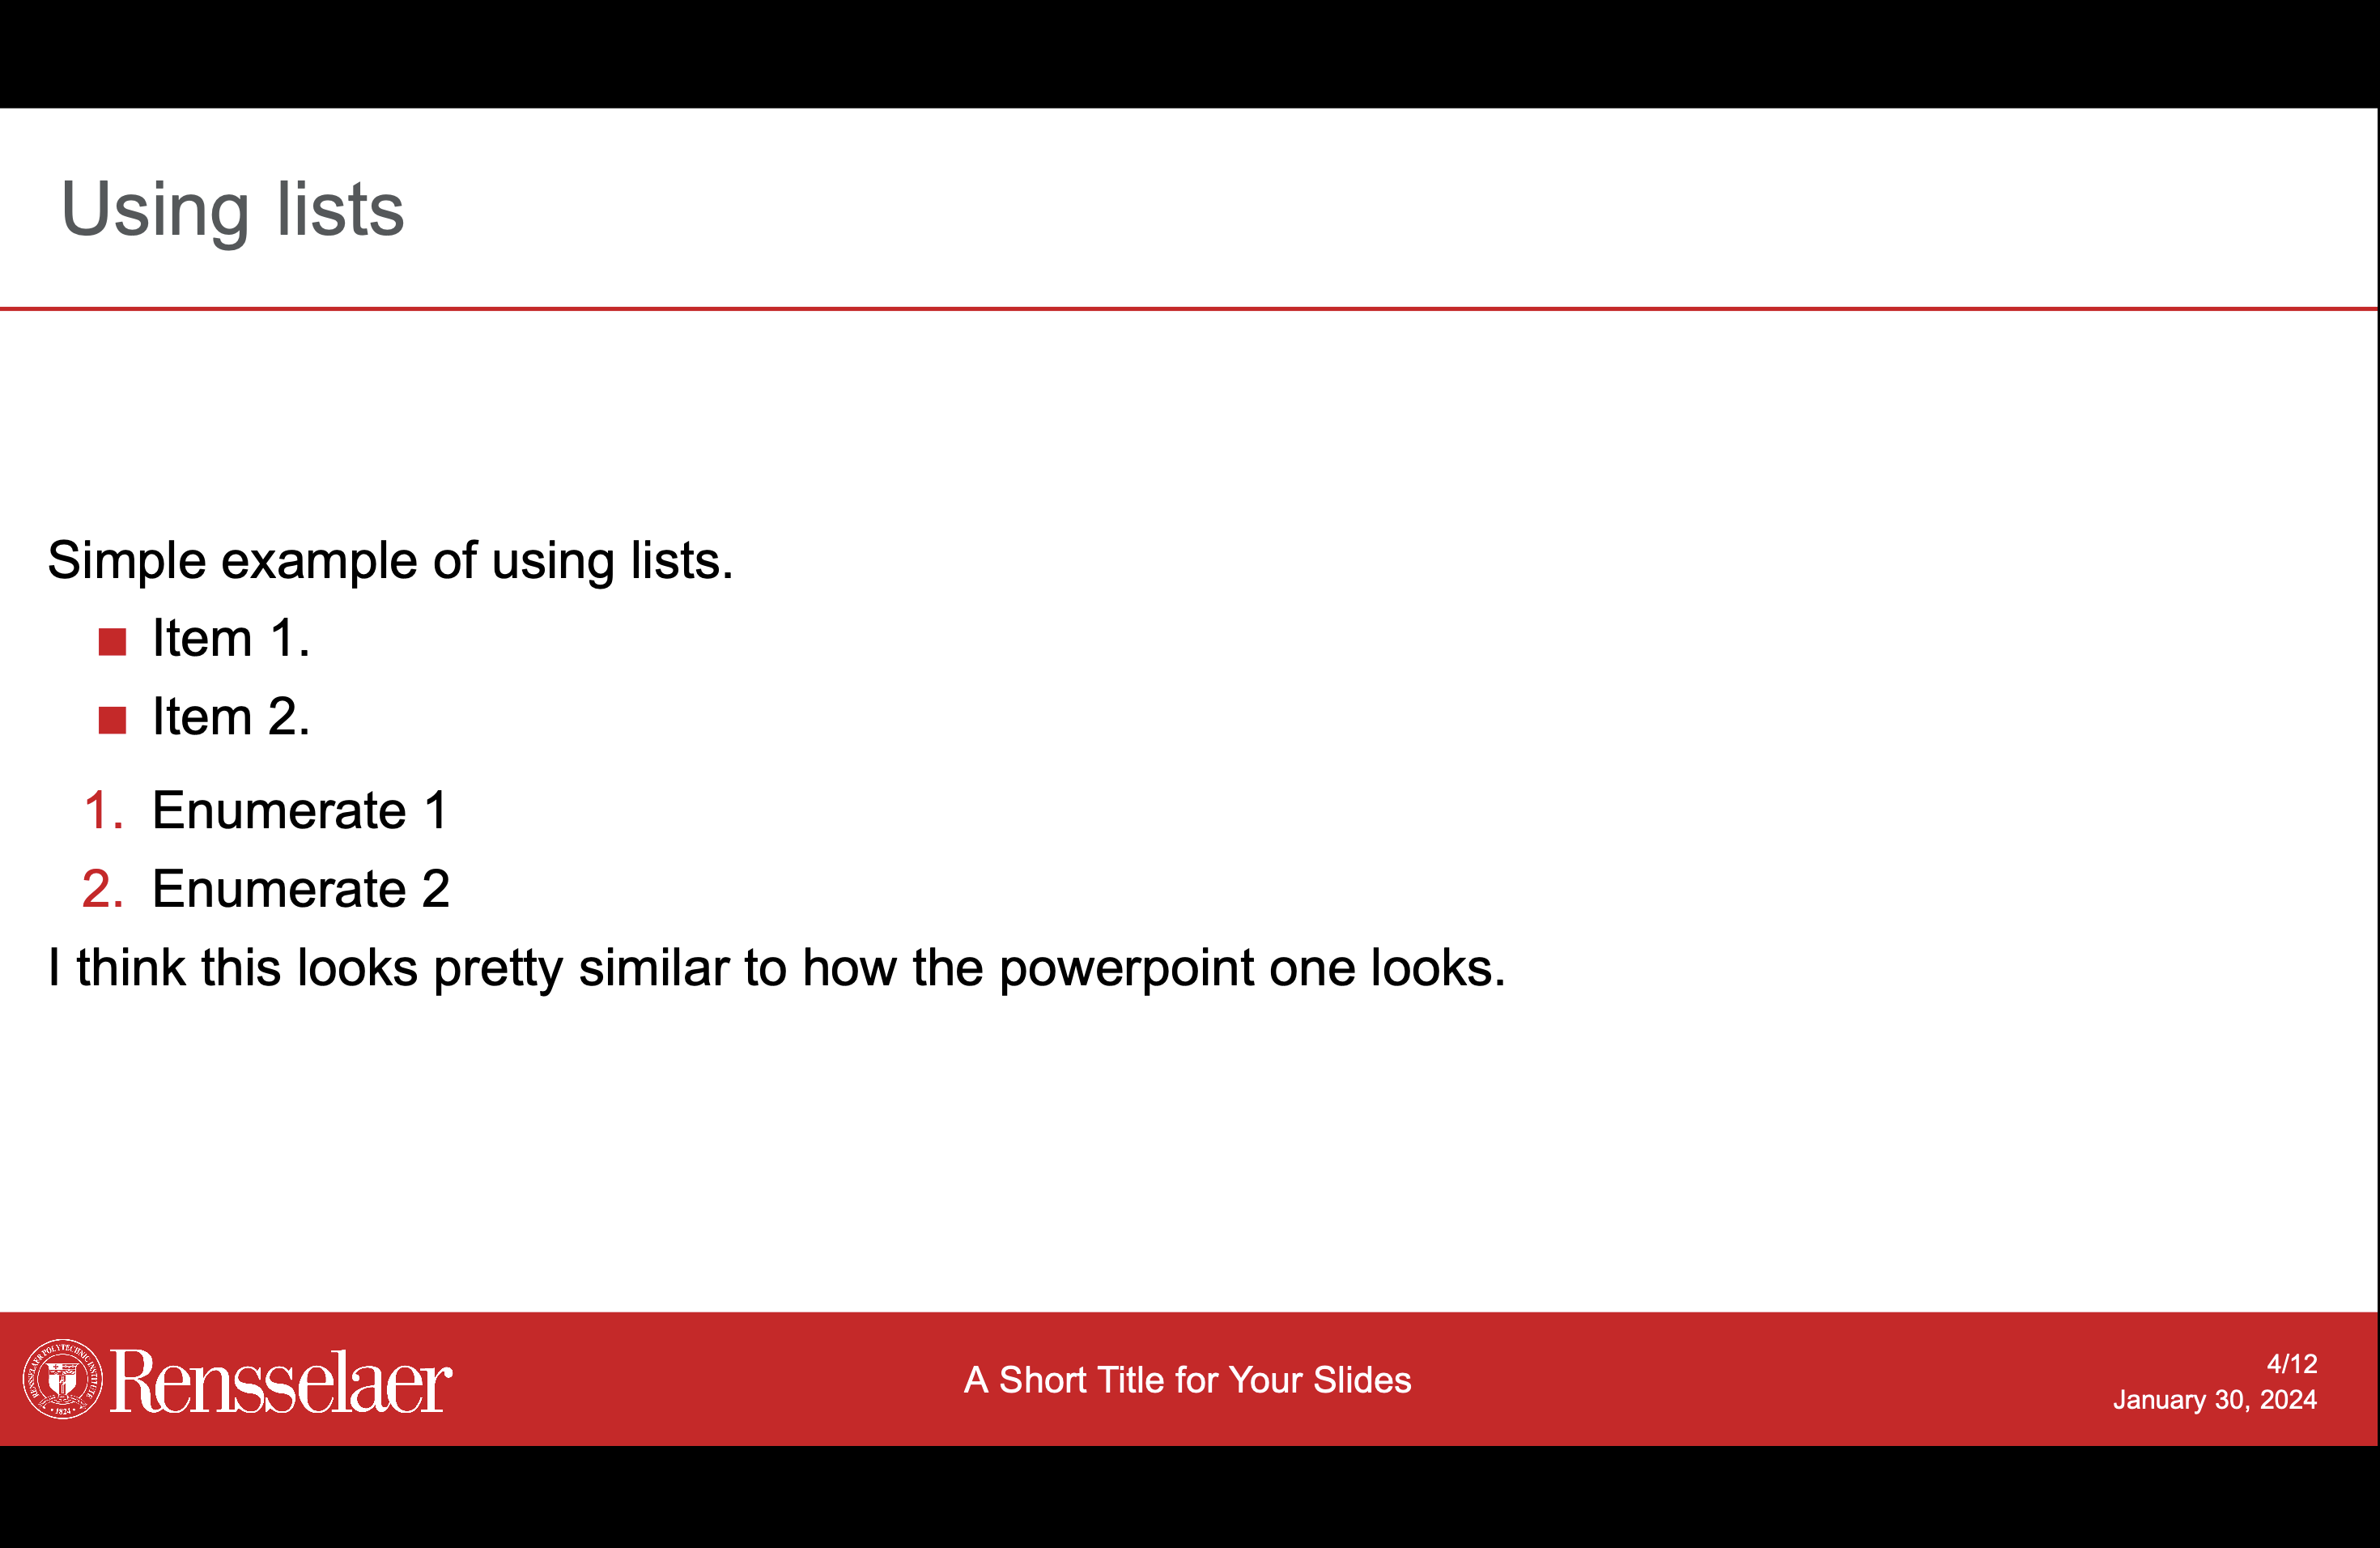 Using lists
Simple example of using lists.
Item 1.
Item 2.
1. Enumerate 1
2. Enumerate 2
I think this looks pretty similar to how the powerpoint one looks.
RENSSELAER POLYTECHNIC INSTITUTE
1824
Rensselaer
A Short Title for Your Slides
4/12
January 30, 2024